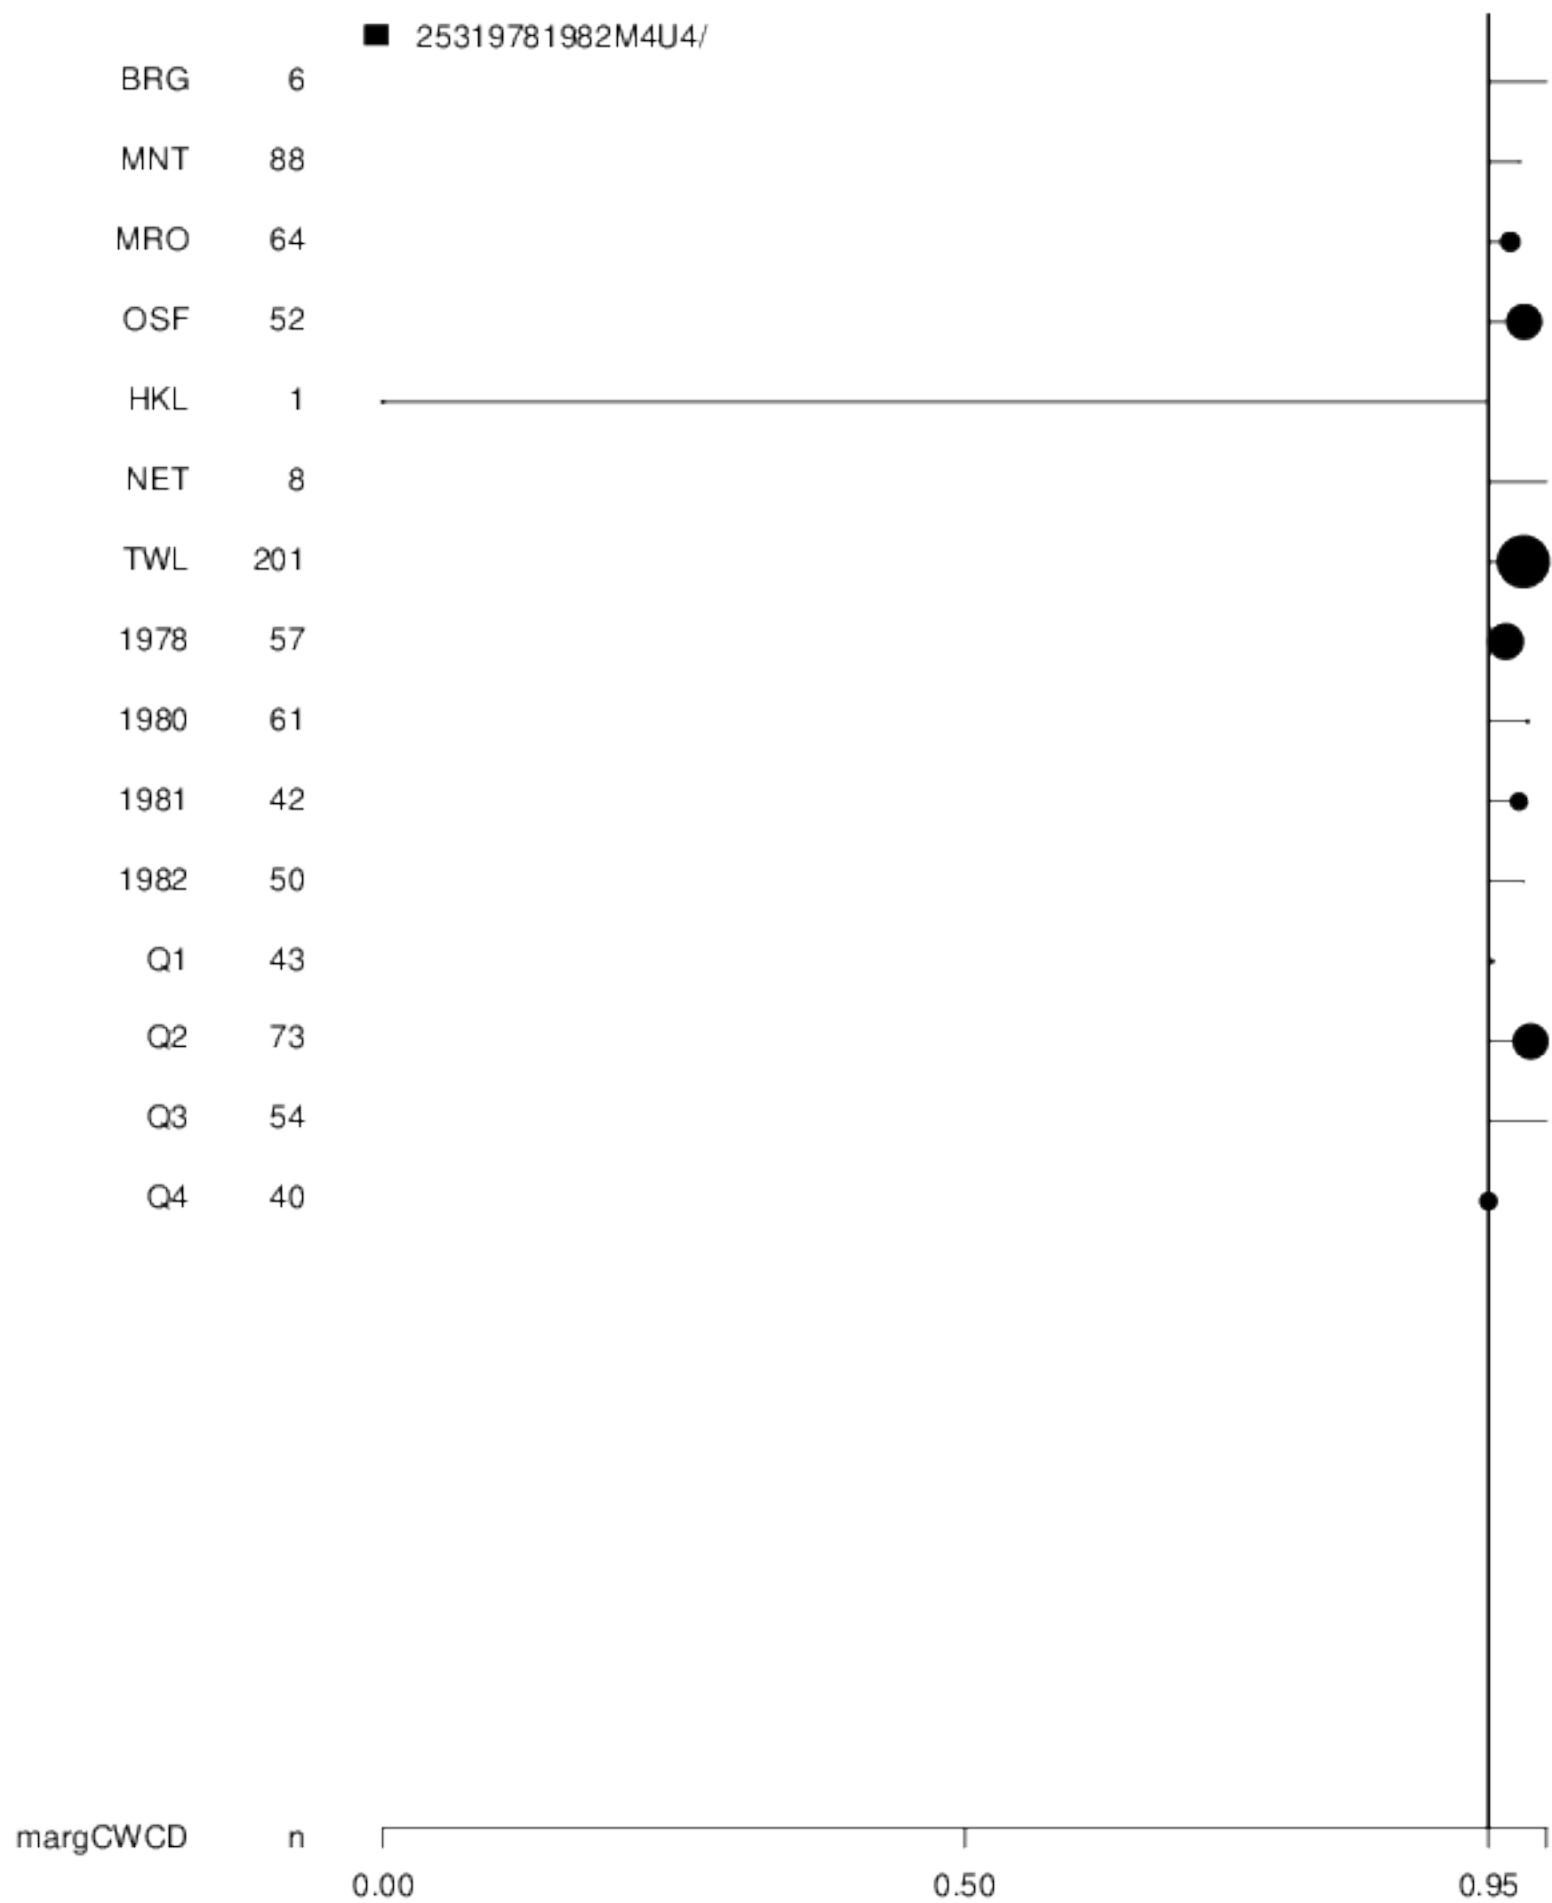 25319781982M4U4/
BRG 6
MNT 88
MRO 64
OSF 52
HKL 1
NET 8
TWL 201
1978 57
1980 61
1981 42
1982 50
Q1 43
Q2 73
Q3 54
Q4 40
margCWCD n
0.00 0.50 0.95